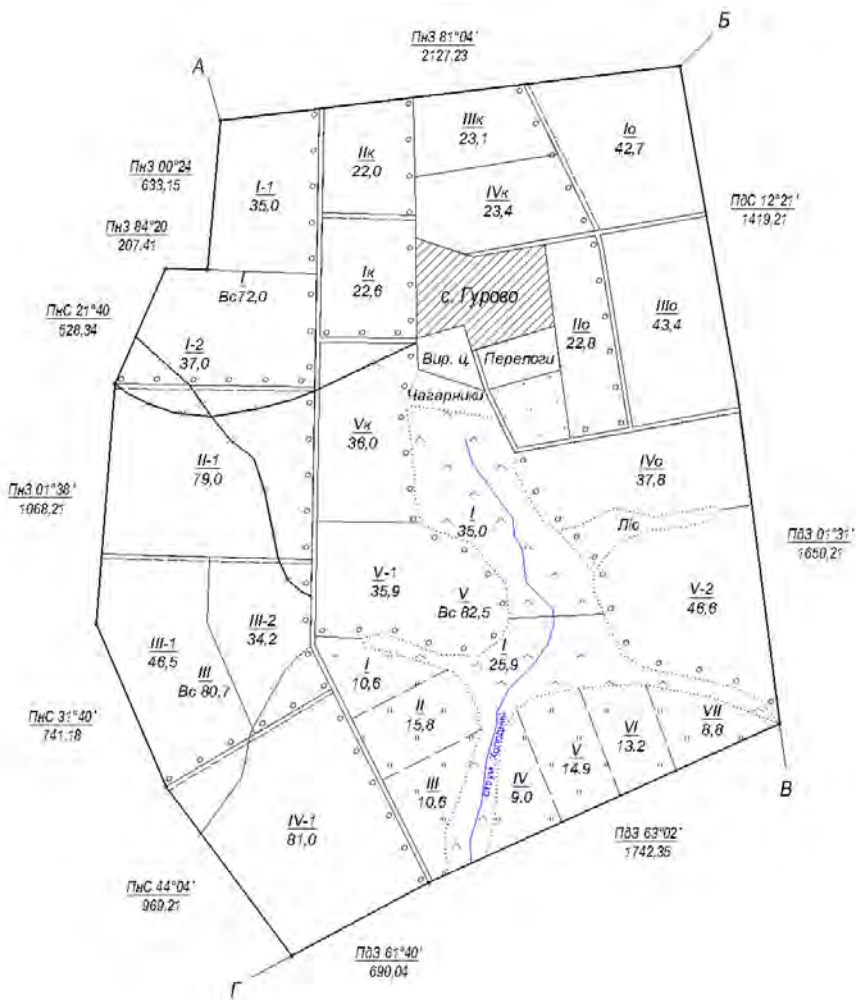 Б
ПнЗ 81°04'
2127,23
А
IIIк
23,1
Iо
42,7
IIк
22,0
ПнЗ 00°24
633,15
I-1
35,0
IVк
23,4
ПдС 12°21'
1419,21
ПнЗ 84°20
207,41
I
Вс72,0
Iк
22,6
с. Гурово
IIо
22,8
IIIо
43,4
ПнС 21°40
528,34
I-2
37,0
Вир. ц.
Перелоги
Чагарники
Vк
36,0
II-1
79,0
IVо
37,8
ПнЗ 01°38'
1068,21
I
35,0
Ліс
ПдЗ 01°31'
1650,21
V-1
35,9
V
Вс 82,5
V-2
46,6
III-2
34,2
III-1
46,5
III
Вс 80,7
I
10,6
I
25,9
ПнС 31°40'
741,18
II
15,8
VII
8,8
VI
13,2
V
14,9
III
10,6
IV
9,0
В
IV-1
81,0
ПдЗ 63°02'
1742,35
ПнС 44°04'
969,21
ПдЗ 61°40'
690,04
Г